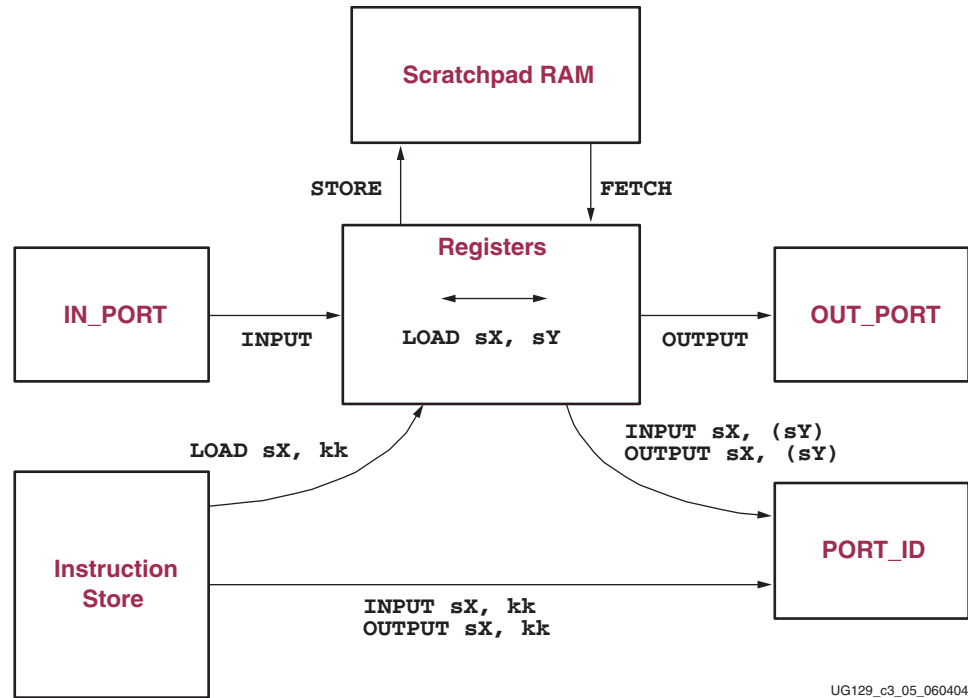 Scratchpad RAM
STORE
FETCH
Registers
IN_PORT
INPUT
LOAD sX, sY
OUTPUT
OUT_PORT
LOAD sX, kk
INPUT sX, (sY)
OUTPUT sX, (sY)
Instruction
Store
PORT_ID
INPUT sX, kk
OUTPUT sX, kk
UG129_c3_05_060404